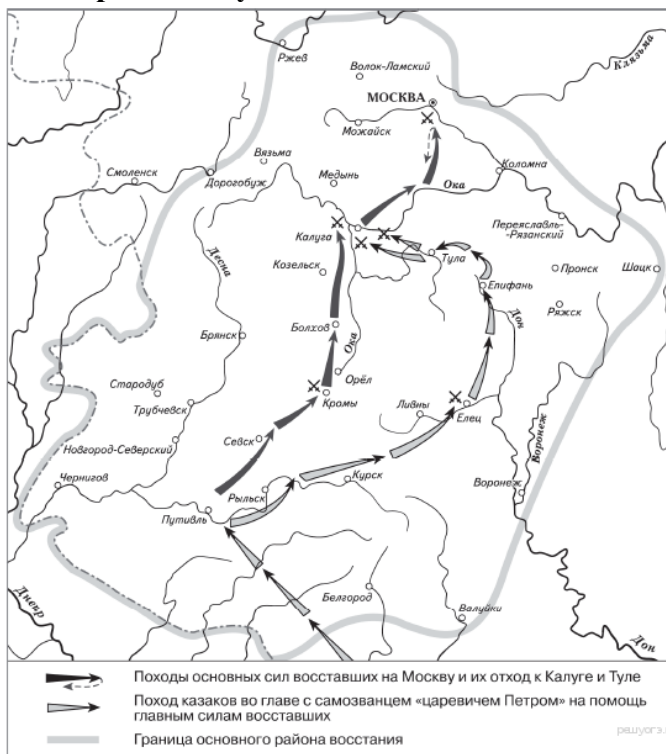 Ржев
Волок-Ламский
Клязьма
МОСКВА
Можайск
Вязьма
Смоленск
Дорогобуж
Медынь
Коломна
Ока
Переяславль-
-Рязанский
Калуга
Тула
Десна
Козельск
Епифань
Пронск
Шацк
Ряжск
Дон
Болхов
Ока
Брянск
Орёл
Стародуб
Трубчевск
Кромы
Ливны
Елец
Воронеж
Новгород-Северский
Севск
Чернигов
Рыльск
Курск
Воронеж
Путивль
Днепр
Белгород
Валуйки
Дон
Походы основных сил восставших на Москву и их отход к Калуге и Туле
Поход казаков во главе с самозванцем «царевичем Петром» на помощь
главным силам восставших
Граница основного района восстания